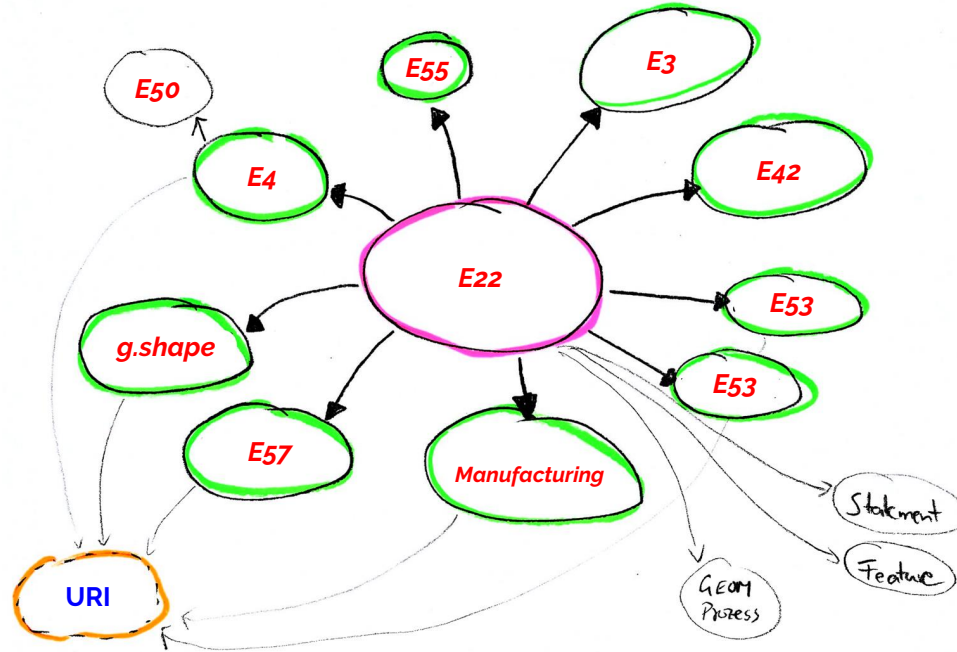 E50
E55
E3
E4
E42
E22
E53
g.shape
E53
E57
Manufacturing
Statement
Feature
URI
GEOM
Prozess